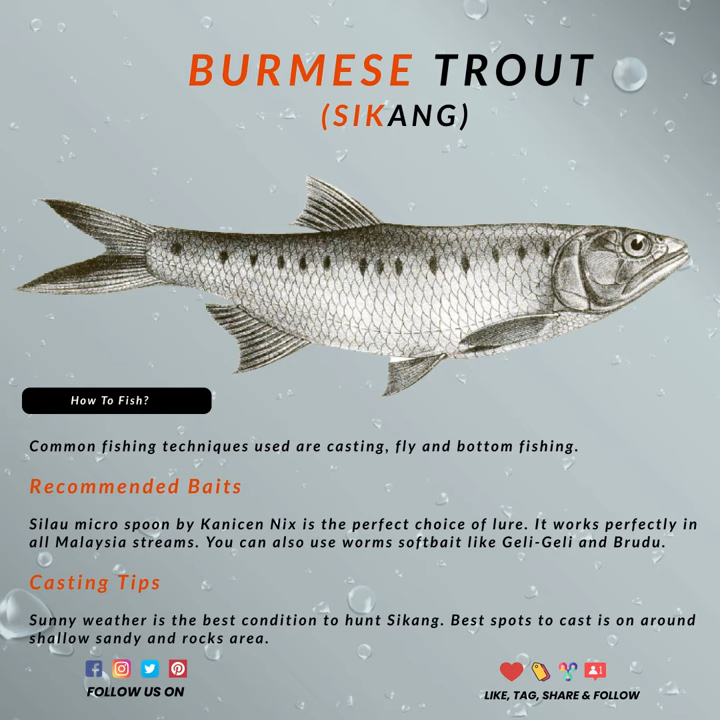 BURMESE TROUT
(SIKANG)
How To Fish?
Common fishing techniques used are casting, fly and bottom fishing.
Recommended Baits
Silau micro spoon by Kanicen Nix is the perfect choice of lure. It works perfectly in
all Malaysia streams. You can also use worms softbait like Geli-Geli and Brudu.
Casting Tips
Sunny weather is the best condition to hunt Sikang. Best spots to cast is on around
shallow sandy and rocks area.
FOLLOW US ON
LIKE, TAG, SHARE & FOLLOW